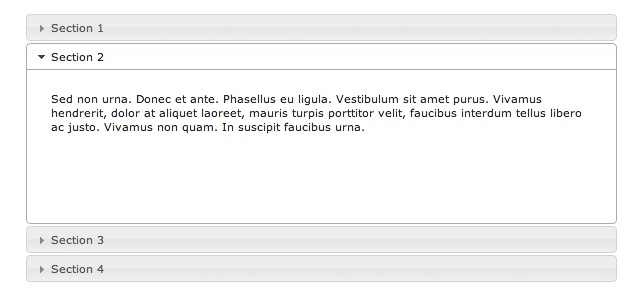 Section 1
Section 2
Sed non urna. Donec et ante. Phasellus eu ligula. Vestibulum sit amet purus. Vivamus
hendrerit, dolor at aliquet laoreet, mauris turpis porttitor velit, faucibus interdum tellus libero
ac justo. Vivamus non quam. In suscipit faucibus urna.
Section 3
Section 4